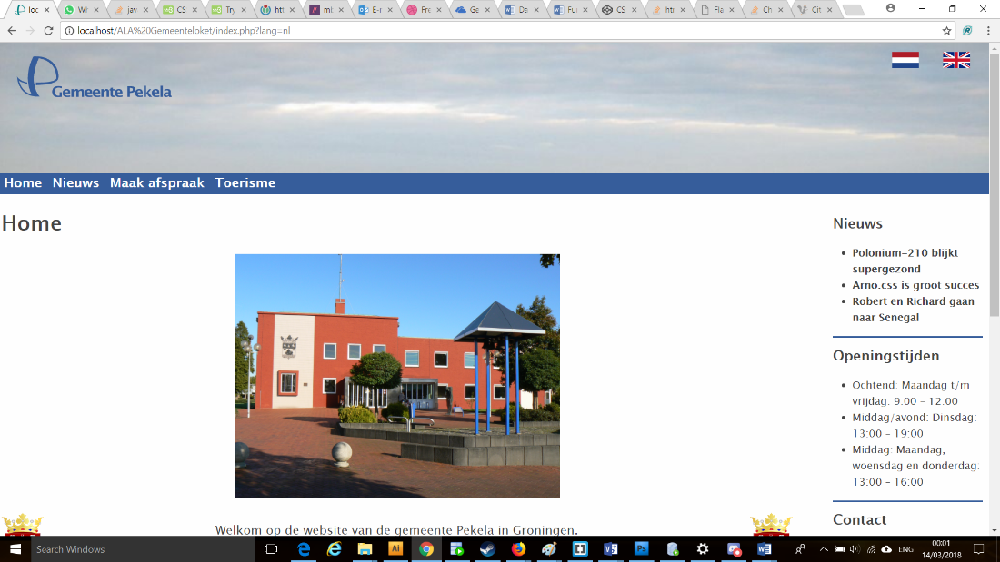 loc
Wh
jav
CS
Try
htt
mb
E-r
Fre
Ge
Da
Fur
CS
htr
Fla
Ch
Cit
localhost/ALA%20Gemeenteloket/index.php?lang=nl
Gemeente Pekela
Home Nieuws Maak afspraak Toerisme
Home
Nieuws
Polonium-210 blijkt
supergezond
Arno.css is groot succes
Robert en Richard gaan
naar Senegal
Openingstijden
Ochtend: Maandag t/m
vrijdag: 9:00 - 12:00
Middag/avond: Dinsdag:
13:00 - 19:00
Middag: Maandag,
woensdag en donderdag:
13:00 - 16:00
Contact
Welkom op de website van de gemeente Pekela in Groningen.
Search Windows
ENG
00:01
14/03/2018